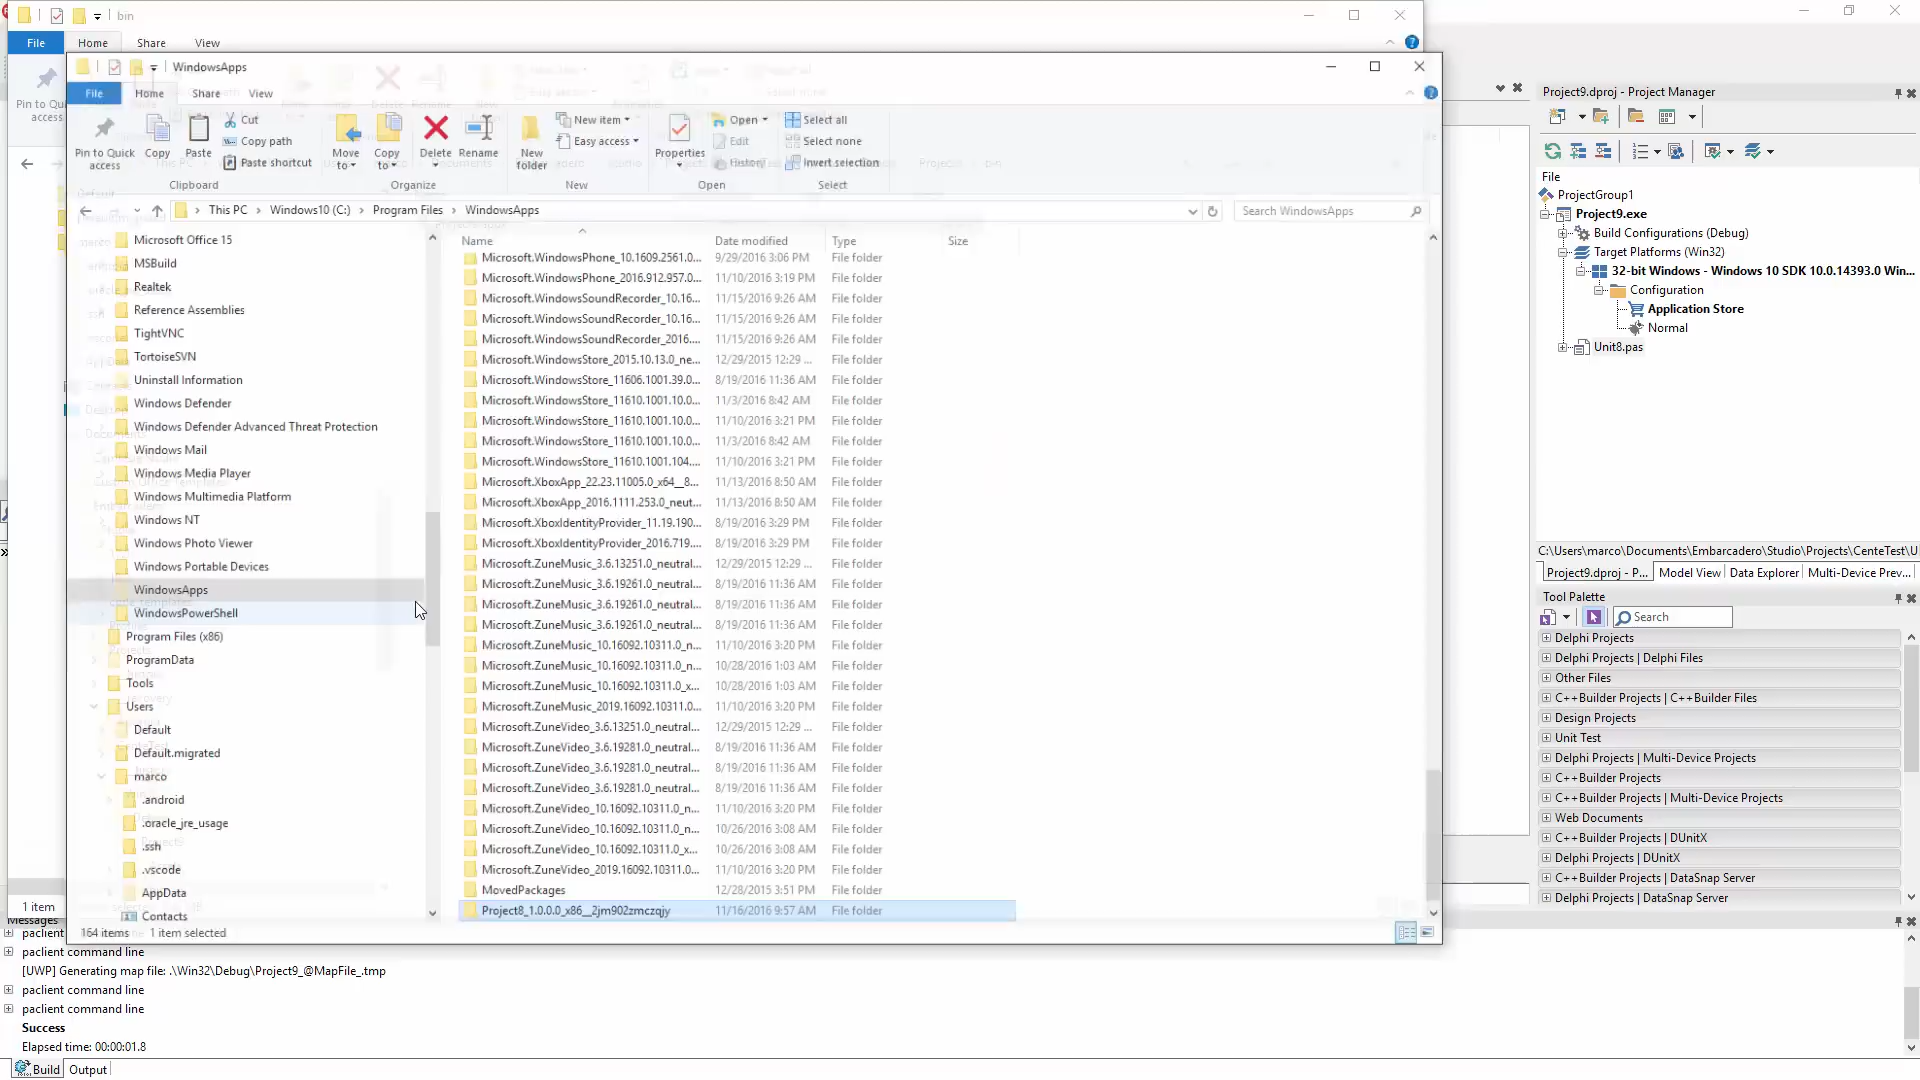 bin
File
Home
Share
View
WindowsApps
File
Home
Share
View
Pin to Quick access
Copy
Paste
Cut
Copy path
Paste shortcut
Move to
Copy to
Delete
Rename
New folder
New item
Easy access
Properties
Open
Edit
History
Select all
Select none
Invert selection
Clipboard
Organize
New
Open
Select
This PC > Windows10 (C:) > Program Files > WindowsApps
Search WindowsApps
Microsoft Office 15
MSBuild
Realtek
Reference Assemblies
TightVNC
TortoiseSVN
Uninstall Information
Windows Defender
Windows Defender Advanced Threat Protection
Windows Mail
Windows Media Player
Windows Multimedia Platform
Windows NT
Windows Photo Viewer
Windows Portable Devices
WindowsApps
WindowsPowerShell
Program Files (x86)
ProgramData
Tools
Users
Default
Default.migrated
marco
.android
.oracle_jre_usage
.ssh
.vscode
AppData
Contacts
Name Date modified Type Size
Microsoft.WindowsPhone_10.1609.2561.0... 9/29/2016 3:06 PM File folder
Microsoft.WindowsPhone_2016.912.957.0... 11/10/2016 3:19 PM File folder
Microsoft.WindowsSoundRecorder_10.16... 11/15/2016 9:26 AM File folder
Microsoft.WindowsSoundRecorder_10.16... 11/15/2016 9:26 AM File folder
Microsoft.WindowsSoundRecorder_2016.... 11/15/2016 9:26 AM File folder
Microsoft.WindowsStore_2015.10.13.0_ne... 12/29/2015 12:29 ... File folder
Microsoft.WindowsStore_11606.1001.39.0... 8/19/2016 11:36 AM File folder
Microsoft.WindowsStore_11610.1001.10.0... 11/3/2016 8:42 AM File folder
Microsoft.WindowsStore_11610.1001.10.0... 11/10/2016 3:21 PM File folder
Microsoft.WindowsStore_11610.1001.10.0... 11/3/2016 8:42 AM File folder
Microsoft.WindowsStore_11610.1001.104.... 11/10/2016 3:21 PM File folder
Microsoft.XboxApp_22.23.11005.0_x64__8... 11/13/2016 8:50 AM File folder
Microsoft.XboxApp_2016.1111.253.0_neut... 11/13/2016 8:50 AM File folder
Microsoft.XboxIdentityProvider_11.19.190... 8/19/2016 3:29 PM File folder
Microsoft.XboxIdentityProvider_2016.719.... 8/19/2016 3:29 PM File folder
Microsoft.ZuneMusic_3.6.13251.0_neutral... 12/29/2015 12:29 ... File folder
Microsoft.ZuneMusic_3.6.19261.0_neutral... 8/19/2016 11:36 AM File folder
Microsoft.ZuneMusic_3.6.19261.0_neutral... 8/19/2016 11:36 AM File folder
Microsoft.ZuneMusic_3.6.19261.0_neutral... 8/19/2016 11:36 AM File folder
Microsoft.ZuneMusic_10.16092.10311.0_n... 11/10/2016 3:20 PM File folder
Microsoft.ZuneMusic_10.16092.10311.0_n... 10/28/2016 1:03 AM File folder
Microsoft.ZuneMusic_10.16092.10311.0_x... 10/28/2016 1:03 AM File folder
Microsoft.ZuneMusic_2019.16092.10311.0... 11/10/2016 3:20 PM File folder
Microsoft.ZuneVideo_3.6.13251.0_neutral... 12/29/2015 12:29 ... File folder
Microsoft.ZuneVideo_3.6.19281.0_neutral... 8/19/2016 11:36 AM File folder
Microsoft.ZuneVideo_3.6.19281.0_neutral... 8/19/2016 11:36 AM File folder
Microsoft.ZuneVideo_3.6.19281.0_neutral... 8/19/2016 11:36 AM File folder
Microsoft.ZuneVideo_10.16092.10311.0_n... 11/10/2016 3:20 PM File folder
Microsoft.ZuneVideo_10.16092.10311.0_n... 10/26/2016 3:08 AM File folder
Microsoft.ZuneVideo_10.16092.10311.0_x... 10/26/2016 3:08 AM File folder
Microsoft.ZuneVideo_2019.16092.10311.0... 11/10/2016 3:20 PM File folder
MovedPackages 12/28/2015 3:51 PM File folder
Project8_1.0.0.0_x86__2jm902zmczqjy 11/16/2016 9:57 AM File folder
164 items 1 item selected
1 item
Messages
paclient command line
paclient command line
[UWP] Generating map file: .\Win32\Debug\Project9_@MapFile_.tmp
paclient command line
paclient command line
Success
Elapsed time: 00:00:01.8
Build Output
Project9.dproj - Project Manager
File
ProjectGroup1
Project9.exe
Build Configurations (Debug)
Target Platforms (Win32)
32-bit Windows - Windows 10 SDK 10.0.14393.0 Win...
Configuration
Application Store
Normal
Unit8.pas
C:\Users\marco\Documents\Embarcadero\Studio\Projects\CenteTest\U
Project9.dproj - P... Model View Data Explorer Multi-Device Prev...
Tool Palette
Search
Delphi Projects
Delphi Projects | Delphi Files
Other Files
C++Builder Projects | C++Builder Files
Design Projects
Unit Test
Delphi Projects | Multi-Device Projects
C++Builder Projects
C++Builder Projects | Multi-Device Projects
Web Documents
C++Builder Projects | DUnitX
Delphi Projects | DUnitX
C++Builder Projects | DataSnap Server
Delphi Projects | DataSnap Server